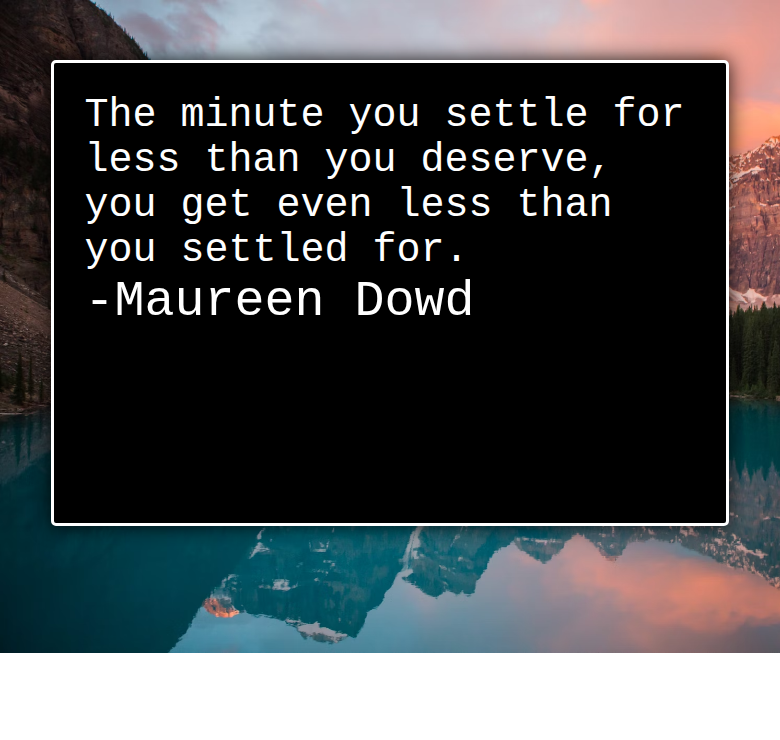 The minute you settle for
less than you deserve,
you get even less than
you settled for.
-Maureen Dowd